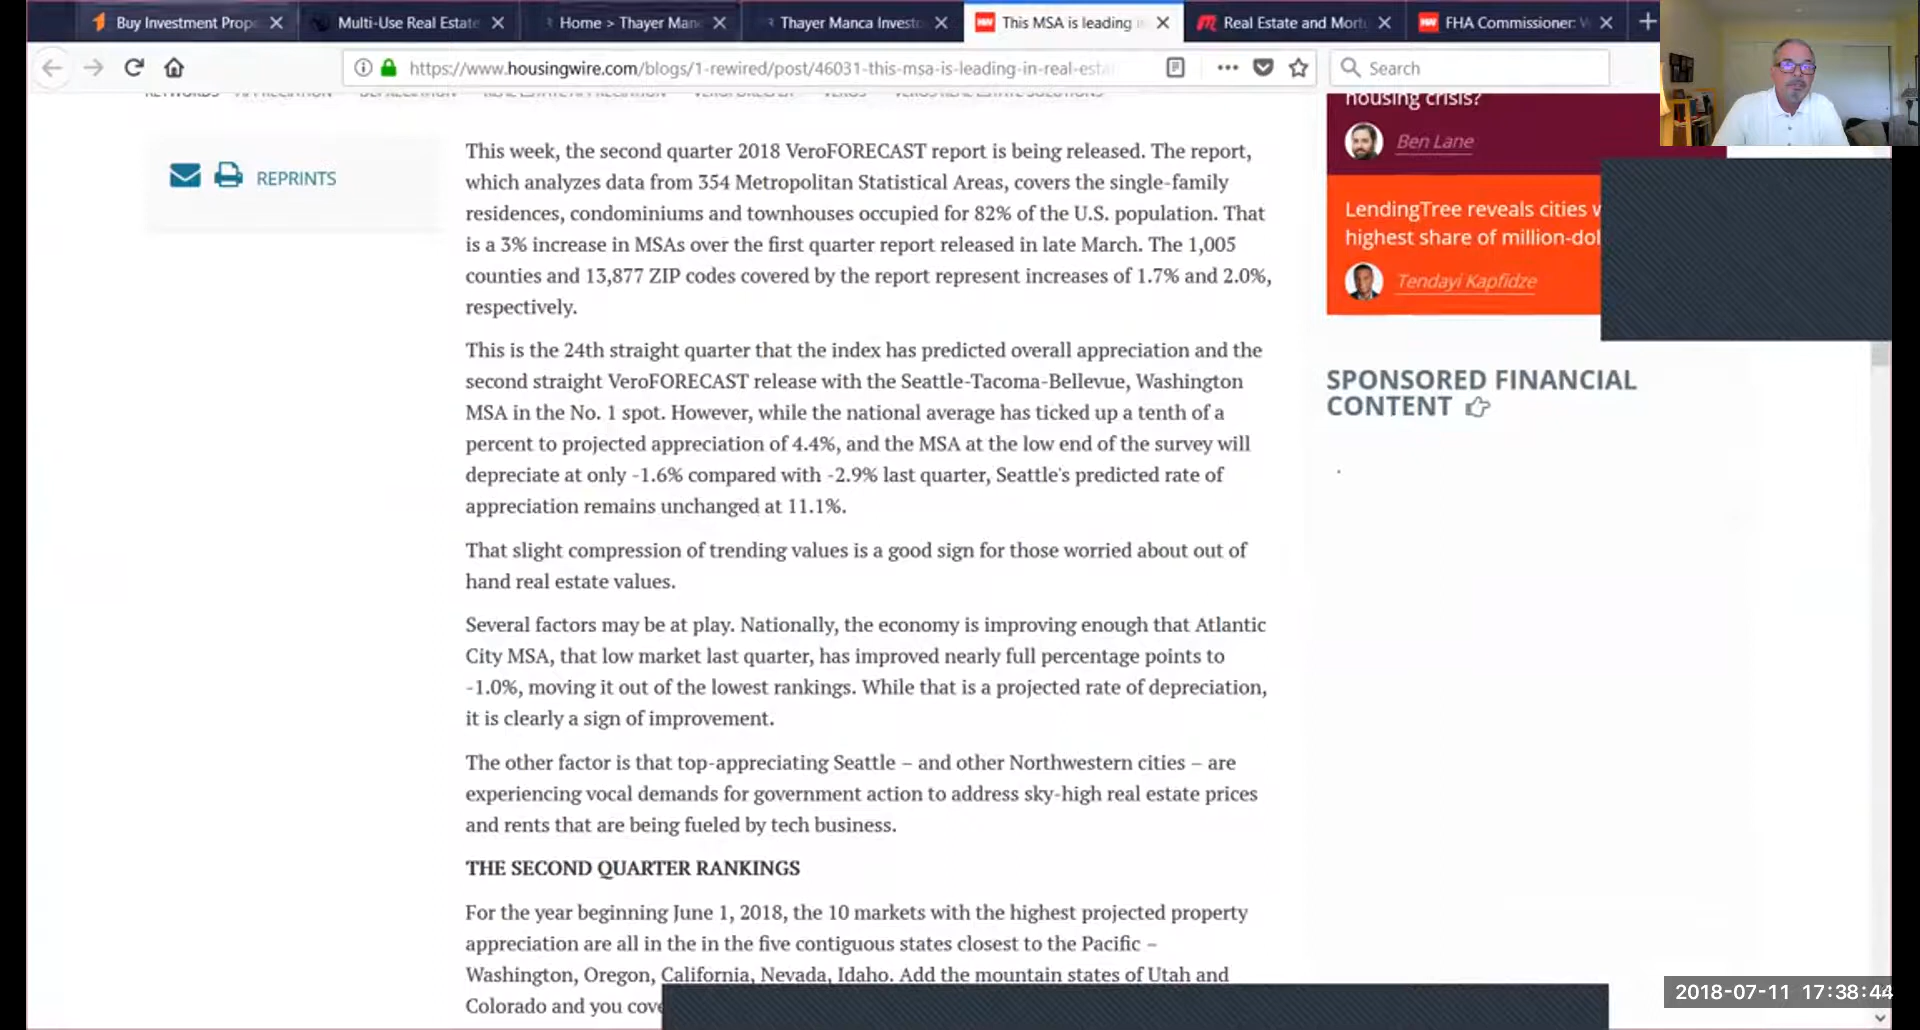 Buy Investment Prop
Multi-Use Real Estate
Home > Thayer Man
Thayer Manca Invest
This MSA is leading i
Real Estate and Mort
FHA Commissioner: W
https://www.housingwire.com/blogs/1-rewired/post/46031-this-msa-is-leading-in-real-esta
Search
KEYWORDS APPRECIATION DEPRECIATION REAL ESTATE APPRECIATION VEROFORECAST VEROS VEROS REAL ESTATE SOLUTIONS
REPRINTS
This week, the second quarter 2018 VeroFORECAST report is being released. The report,
which analyzes data from 354 Metropolitan Statistical Areas, covers the single-family
residences, condominiums and townhouses occupied for 82% of the U.S. population. That
is a 3% increase in MSAs over the first quarter report released in late March. The 1,005
counties and 13,877 ZIP codes covered by the report represent increases of 1.7% and 2.0%,
respectively.
This is the 24th straight quarter that the index has predicted overall appreciation and the
second straight VeroFORECAST release with the Seattle-Tacoma-Bellevue, Washington
MSA in the No. 1 spot. However, while the national average has ticked up a tenth of a
percent to projected appreciation of 4.4%, and the MSA at the low end of the survey will
depreciate at only -1.6% compared with -2.9% last quarter, Seattle's predicted rate of
appreciation remains unchanged at 11.1%.
That slight compression of trending values is a good sign for those worried about out of
hand real estate values.
Several factors may be at play. Nationally, the economy is improving enough that Atlantic
City MSA, that low market last quarter, has improved nearly full percentage points to
-1.0%, moving it out of the lowest rankings. While that is a projected rate of depreciation,
it is clearly a sign of improvement.
The other factor is that top-appreciating Seattle – and other Northwestern cities – are
experiencing vocal demands for government action to address sky-high real estate prices
and rents that are being fueled by tech business.
THE SECOND QUARTER RANKINGS
For the year beginning June 1, 2018, the 10 markets with the highest projected property
appreciation are all in the in the five contiguous states closest to the Pacific –
Washington, Oregon, California, Nevada, Idaho. Add the mountain states of Utah and
Colorado and you cove
housing crisis?
Ben Lane
LendingTree reveals cities w
highest share of million-dol
Tendayi Kapfidze
SPONSORED FINANCIAL
CONTENT
2018-07-11 17:38:44